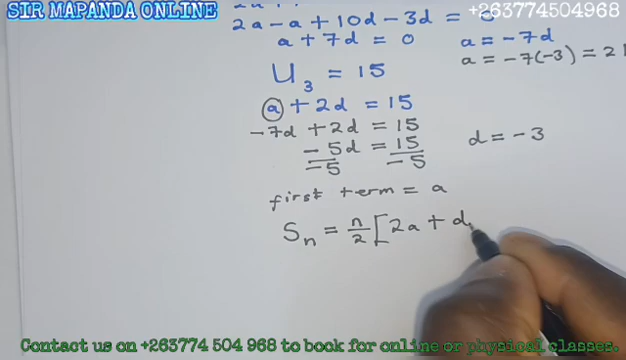 SIR MAPANDA ONLINE
+263774504968
2a-a + 10d - 3d = 0
a + 7d = 0
a = -7d
a = -7(-3) = 21
U3 = 15
a + 2d = 15
-7d + 2d = 15
-5d = 15
-5 -5
d = -3
first term = a
Sn = n/2 [2a + d
Contact us on +263774 504 968 to book for online or physical classes.